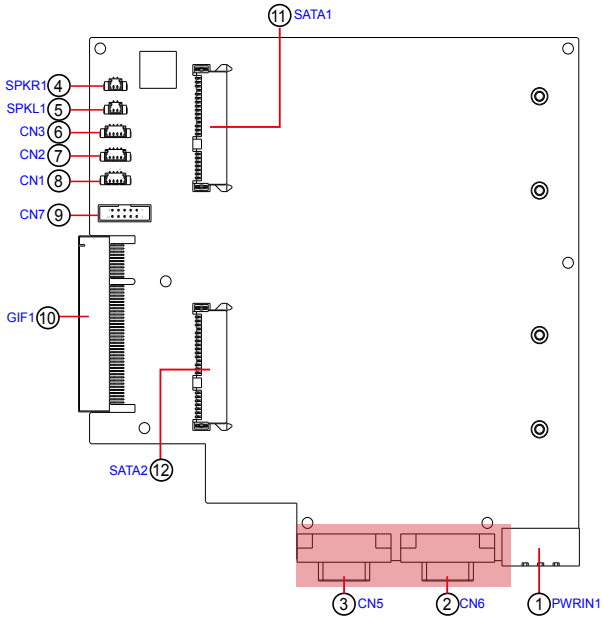 11 SATA1
SPKR1 4
SPKL1 5
CN3 6
CN2 7
CN1 8
CN7 9
GIF1 10
SATA2 12
3 CN5
2 CN6
1 PWRIN1